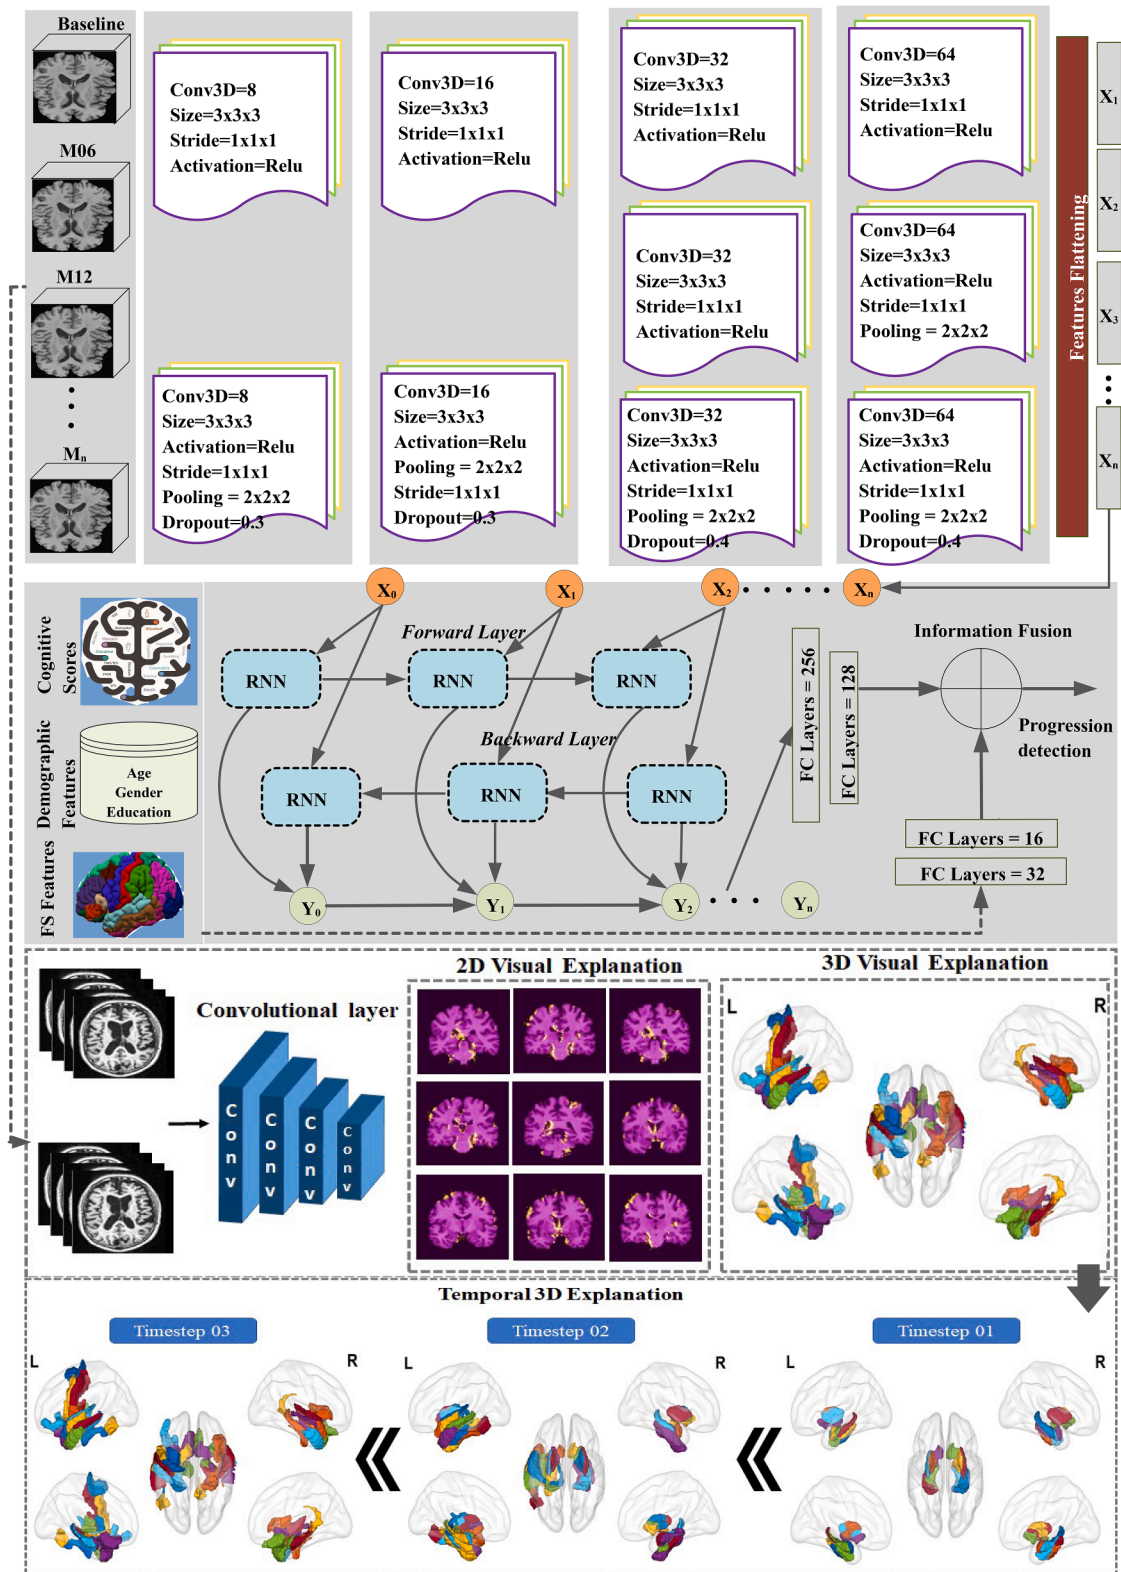 Baseline
M06
M12
Mn
Conv3D=8
Size=3x3x3
Stride=1x1x1
Activation=Relu
Conv3D=8
Size=3x3x3
Activation=Relu
Stride=1x1x1
Pooling = 2x2x2
Dropout=0.3
Conv3D=16
Size=3x3x3
Stride=1x1x1
Activation=Relu
Conv3D=16
Size=3x3x3
Activation=Relu
Pooling = 2x2x2
Stride=1x1x1
Dropout=0.3
Conv3D=32
Size=3x3x3
Stride=1x1x1
Activation=Relu
Conv3D=32
Size=3x3x3
Stride=1x1x1
Activation=Relu
Conv3D=32
Size=3x3x3
Activation=Relu
Stride=1x1x1
Pooling = 2x2x2
Dropout=0.4
Conv3D=64
Size=3x3x3
Stride=1x1x1
Activation=Relu
Conv3D=64
Size=3x3x3
Activation=Relu
Stride=1x1x1
Pooling = 2x2x2
Conv3D=64
Size=3x3x3
Activation=Relu
Stride=1x1x1
Pooling = 2x2x2
Dropout=0.4
Features Flattening
X1
X2
X3
Xn
Cognitive
Scores
Demographic
Features
Age
Gender
Education
FS Features
X0
X1
X2
Xn
Forward Layer
RNN
RNN
RNN
Backward Layer
RNN
RNN
RNN
Y0
Y1
Y2
Yn
FC Layers = 256
FC Layers = 128
Information Fusion
Progression
detection
FC Layers = 16
FC Layers = 32
Convolutional layer
Conv
Conv
Conv
Conv
2D Visual Explanation
3D Visual Explanation
L
R
Temporal 3D Explanation
Timestep 03
Timestep 02
Timestep 01
L
R
L
R
L
R